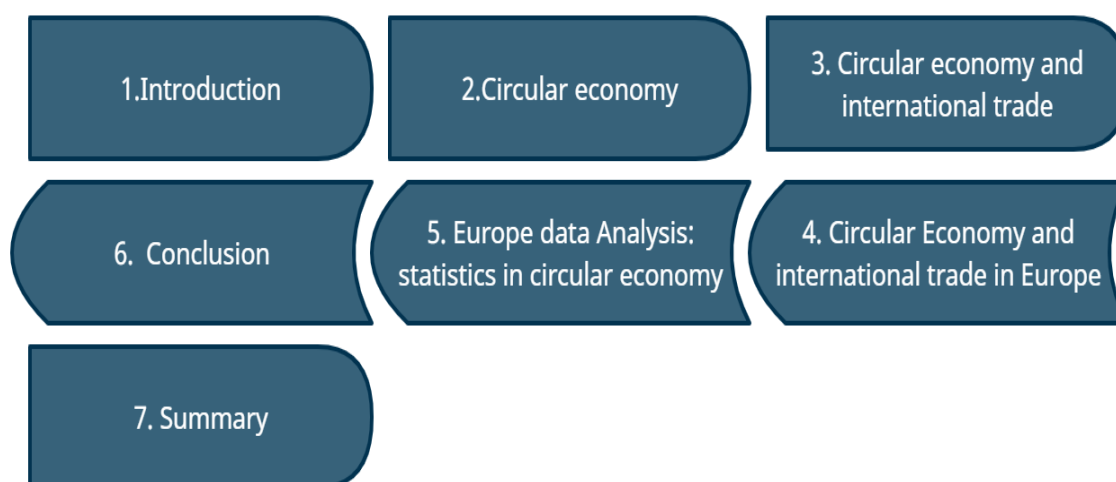 1.Introduction
2.Circular economy
3. Circular economy and
international trade
4. Circular Economy and
international trade in Europe
5. Europe data Analysis:
statistics in circular economy
6. Conclusion
7. Summary